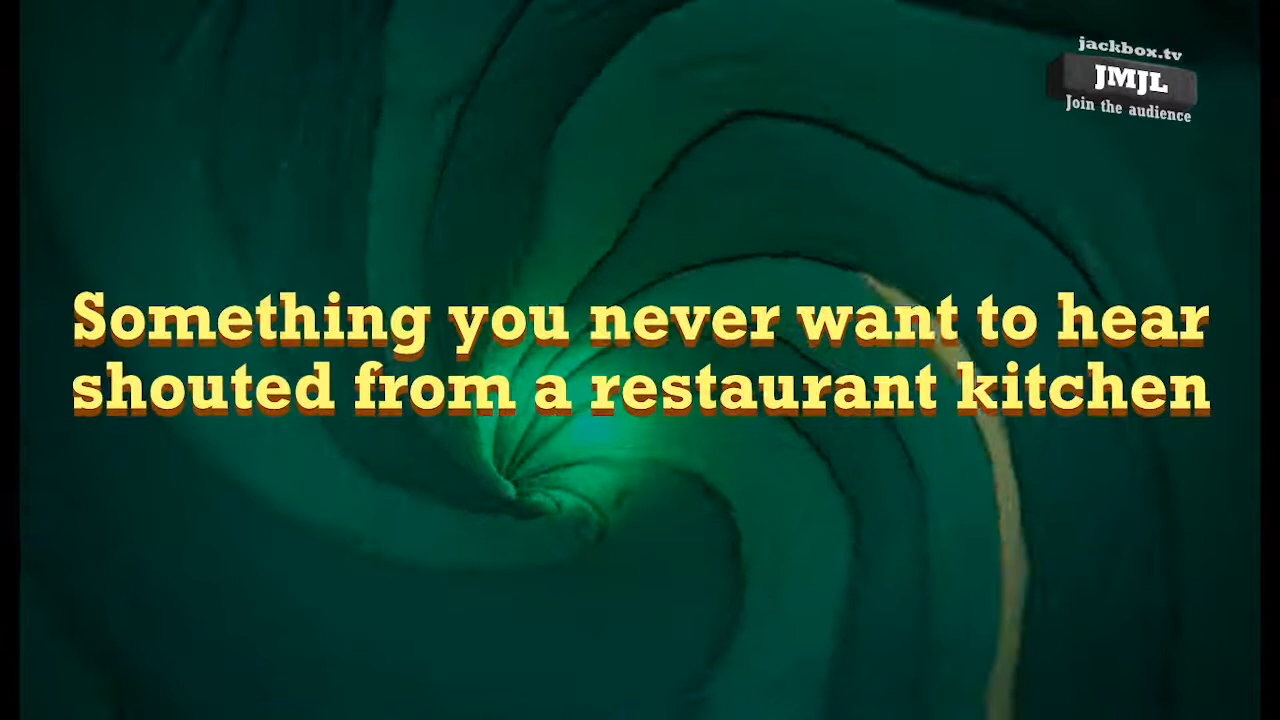 jackbox.tv
JMJL
Join the audience
Something you never want to hear
shouted from a restaurant kitchen